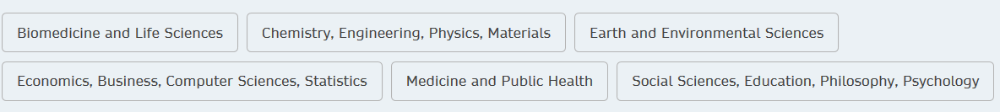 Biomedicine and Life Sciences
Chemistry, Engineering, Physics, Materials
Earth and Environmental Sciences
Economics, Business, Computer Sciences, Statistics
Medicine and Public Health
Social Sciences, Education, Philosophy, Psychology